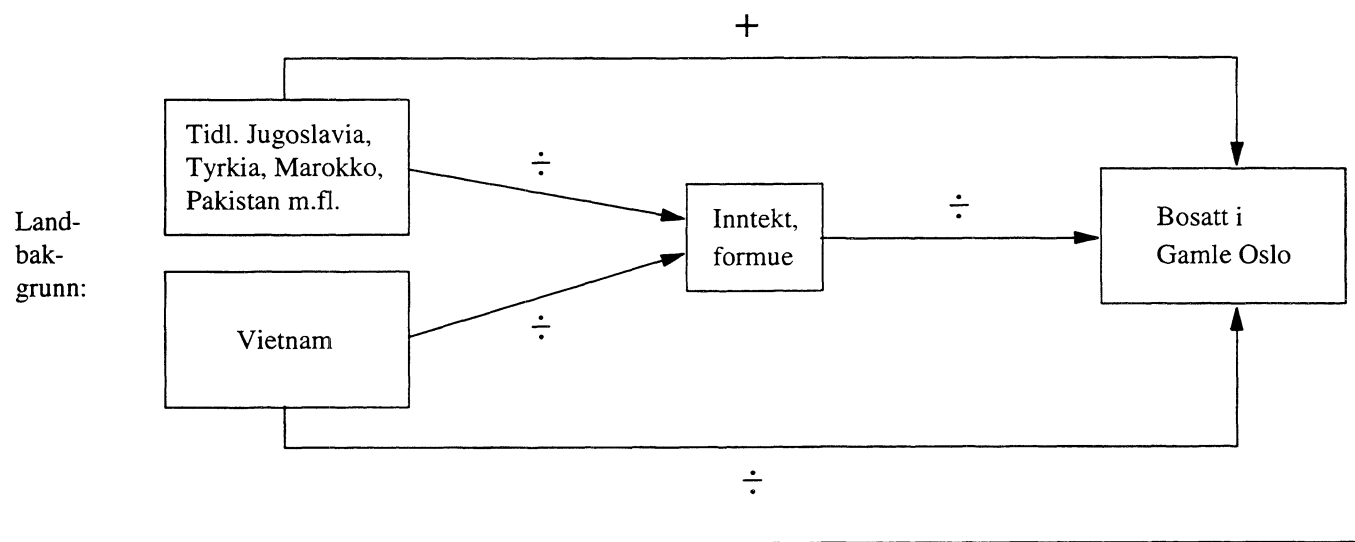 +
Tidl. Jugoslavia,
Tyrkia, Marokko,
Pakistan m.fl.
÷
Land-
bak-
grunn:
Inntekt,
formue
÷
Bosatt i
Gamle Oslo
Vietnam
÷
÷